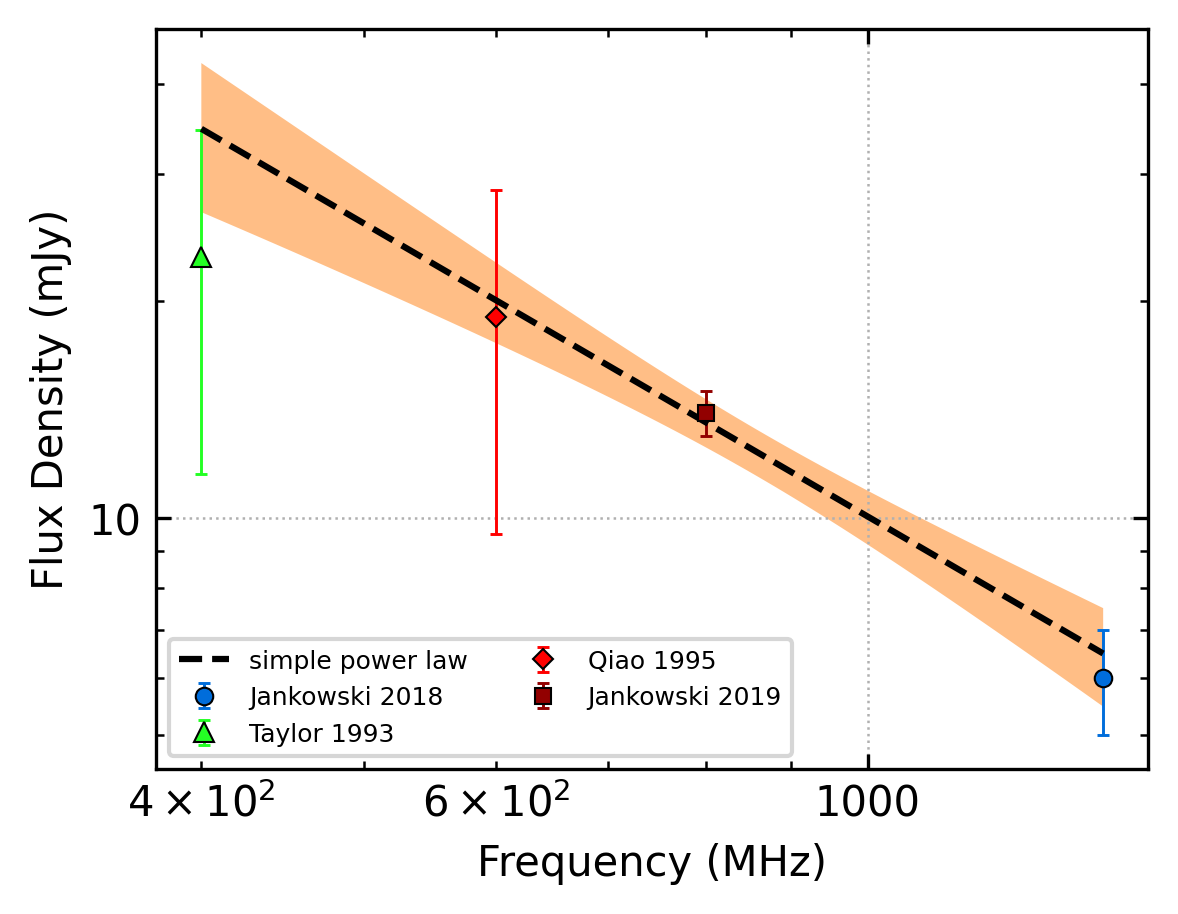 Flux Density (mJy)
10
simple power law
Jankowski 2018
Taylor 1993
Qiao 1995
Jankowski 2019
4 × 10²
6 × 10²
1000
Frequency (MHz)